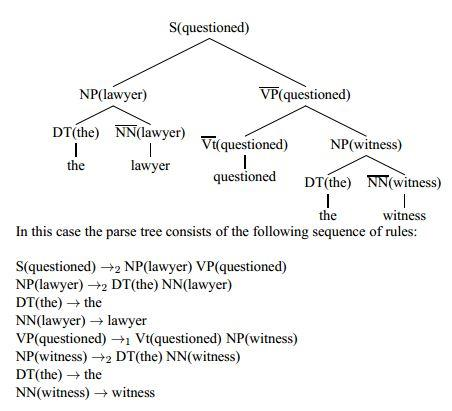 S(questioned)
NP(lawyer) VP(questioned)
DT(the) NN(lawyer) Vt(questioned) NP(witness)
the lawyer questioned DT(the) NN(witness)
the witness
In this case the parse tree consists of the following sequence of rules:
S(questioned) →₂ NP(lawyer) VP(questioned)
NP(lawyer) →₂ DT(the) NN(lawyer)
DT(the) → the
NN(lawyer) → lawyer
VP(questioned) →₁ Vt(questioned) NP(witness)
NP(witness) →₂ DT(the) NN(witness)
DT(the) → the
NN(witness) → witness